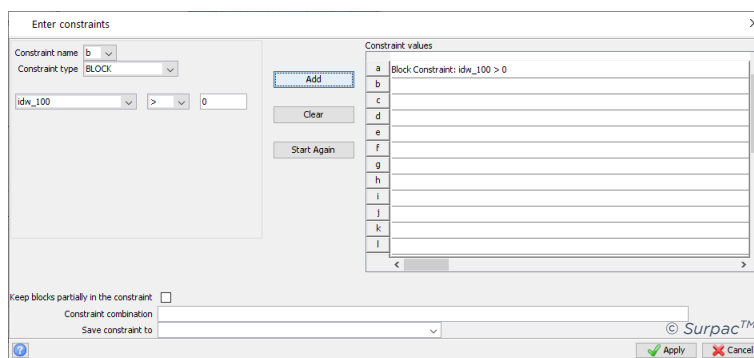 Enter constraints
Constraint name b
Constraint type BLOCK
idw_100 > 0
Add
Clear
Start Again
Constraint values
a Block Constraint: idw_100 > 0
b
c
d
e
f
g
h
i
j
k
l
Keep blocks partially in the constraint
Constraint combination
Save constraint to
© Surpac™
Apply Cancel